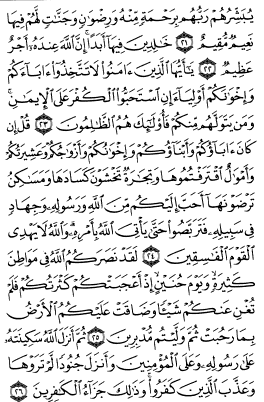 يُبَشِّرُهُمْ رَبُّهُم بِرَحْمَةٍ مِّنْهُ وَرِضْوَٰنٍ وَجَنَّٰتٍ لَّهُمْ فِيهَا
نَعِيمٌ مُّقِيمٌ ٢١ خَٰلِدِينَ فِيهَآ أَبَدًا ۚ إِنَّ ٱللَّهَ عِندَهُۥٓ أَجْرٌ
عَظِيمٌ ٢٢ يَٰٓأَيُّهَا ٱلَّذِينَ ءَامَنُوا۟ لَا تَتَّخِذُوٓا۟ ءَابَآءَكُمْ
وَإِخْوَٰنَكُمْ أَوْلِيَآءَ إِنِ ٱسْتَحَبُّوا۟ ٱلْكُفْرَ عَلَى ٱلْإِيمَٰنِ ۚ
وَمَن يَتَوَلَّهُم مِّنكُمْ فَأُو۟لَٰٓئِكَ هُمُ ٱلظَّٰلِمُونَ ٢٣ قُلْ إِن
كَانَ ءَابَآؤُكُمْ وَأَبْنَآؤُكُمْ وَإِخْوَٰنُكُمْ وَأَزْوَٰجُكُمْ وَعَشِيرَتُكُمْ
وَأَمْوَٰلٌ ٱقْتَرَفْتُمُوهَا وَتِجَٰرَةٌ تَخْشَوْنَ كَسَادَهَا وَمَسَٰكِنُ
تَرْضَوْنَهَآ أَحَبَّ إِلَيْكُم مِّنَ ٱللَّهِ وَرَسُولِهِۦ وَجِهَادٍ
فِى سَبِيلِهِۦ فَتَرَبَّصُوا۟ حَتَّىٰ يَأْتِىَ ٱللَّهُ بِأَمْرِهِۦ ۗ وَٱللَّهُ لَا يَهْدِى
ٱلْقَوْمَ ٱلْفَٰسِقِينَ ٢٤ لَقَدْ نَصَرَكُمُ ٱللَّهُ فِى مَوَاطِنَ
كَثِيرَةٍ ۙ وَيَوْمَ حُنَيْنٍ ۙ إِذْ أَعْجَبَتْكُمْ كَثْرَتُكُمْ فَلَمْ
تُغْنِ عَنكُمْ شَيْـًٔا وَضَاقَتْ عَلَيْكُمُ ٱلْأَرْضُ
بِمَا رَحُبَتْ ثُمَّ وَلَّيْتُم مُّدْبِرِينَ ٢٥ ثُمَّ أَنزَلَ ٱللَّهُ سَكِينَتَهُۥ
عَلَىٰ رَسُولِهِۦ وَعَلَى ٱلْمُؤْمِنِينَ وَأَنزَلَ جُنُودًا لَّمْ تَرَوْهَا
وَعَذَّبَ ٱلَّذِينَ كَفَرُوا۟ ۚ وَذَٰلِكَ جَزَآءُ ٱلْكَٰفِرِينَ ٢٦